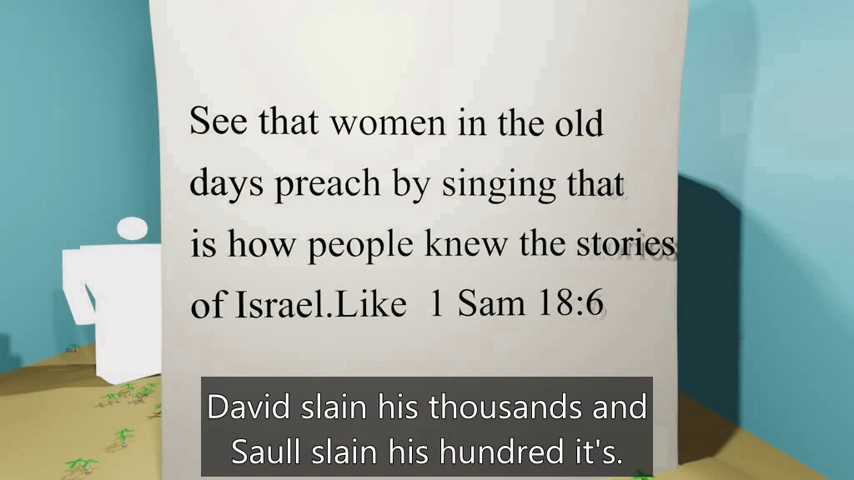 See that women in the old
days preach by singing that
is how people knew the stories
of Israel.Like 1 Sam 18:6
David slain his thousands and
Saull slain his hundred it's.